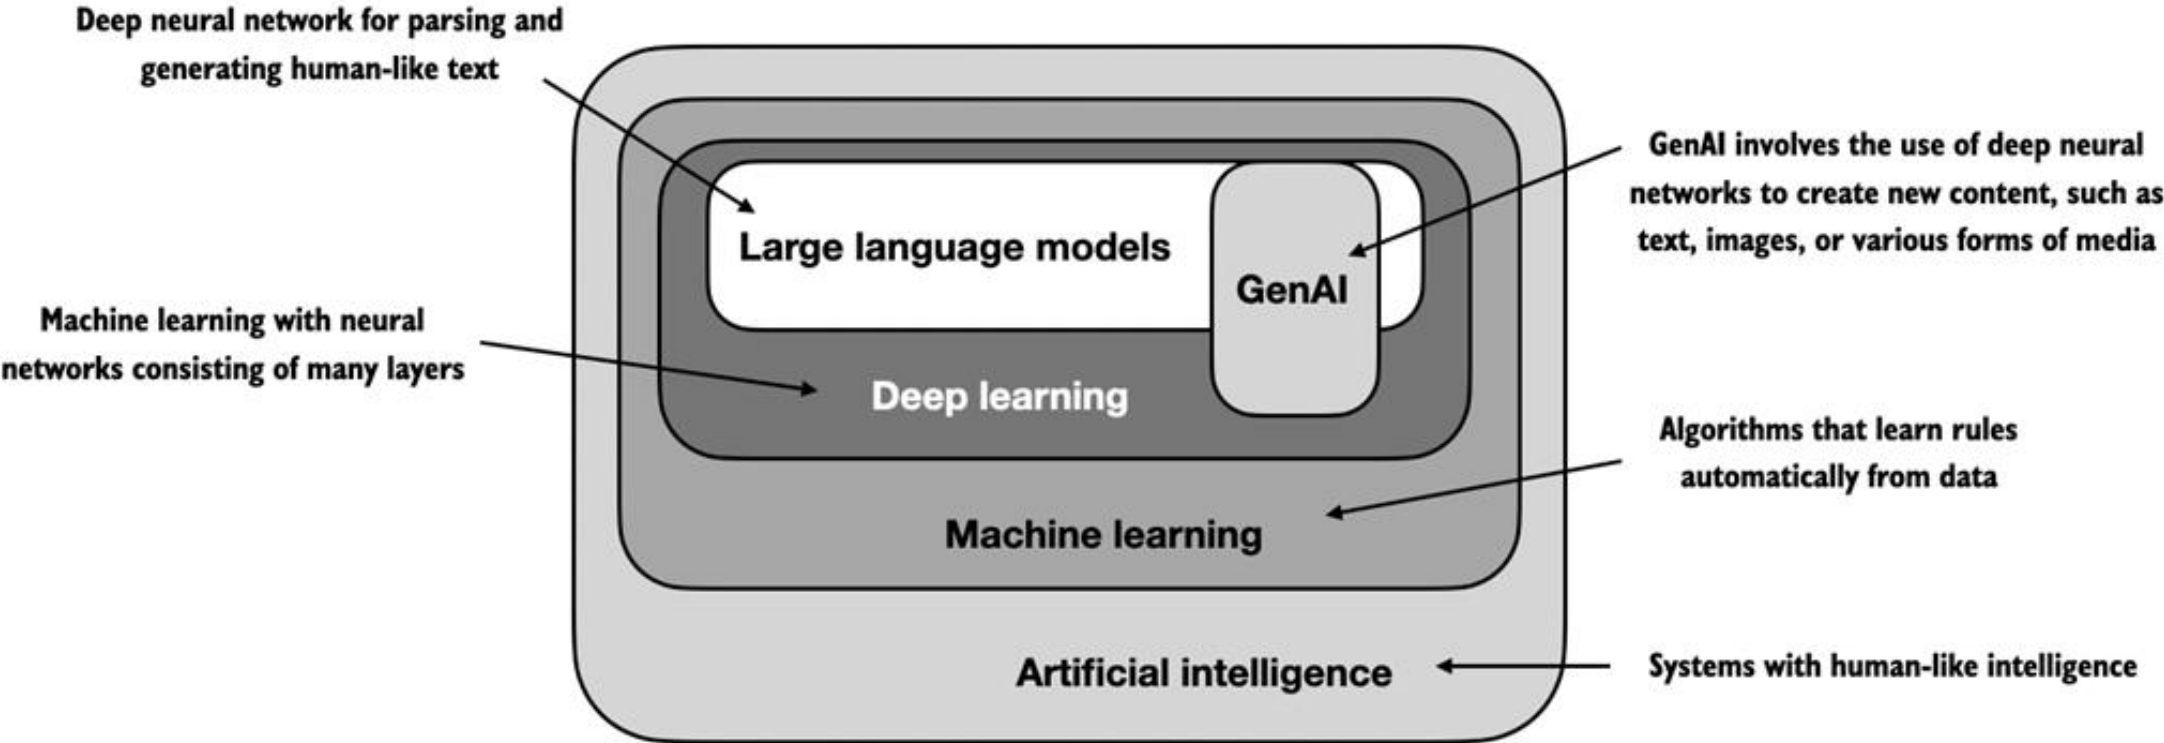 Deep neural network for parsing and
generating human-like text
GenAI involves the use of deep neural
networks to create new content, such as
text, images, or various forms of media
Large language models
GenAI
Machine learning with neural
networks consisting of many layers
Deep learning
Algorithms that learn rules
automatically from data
Machine learning
Artificial intelligence
Systems with human-like intelligence